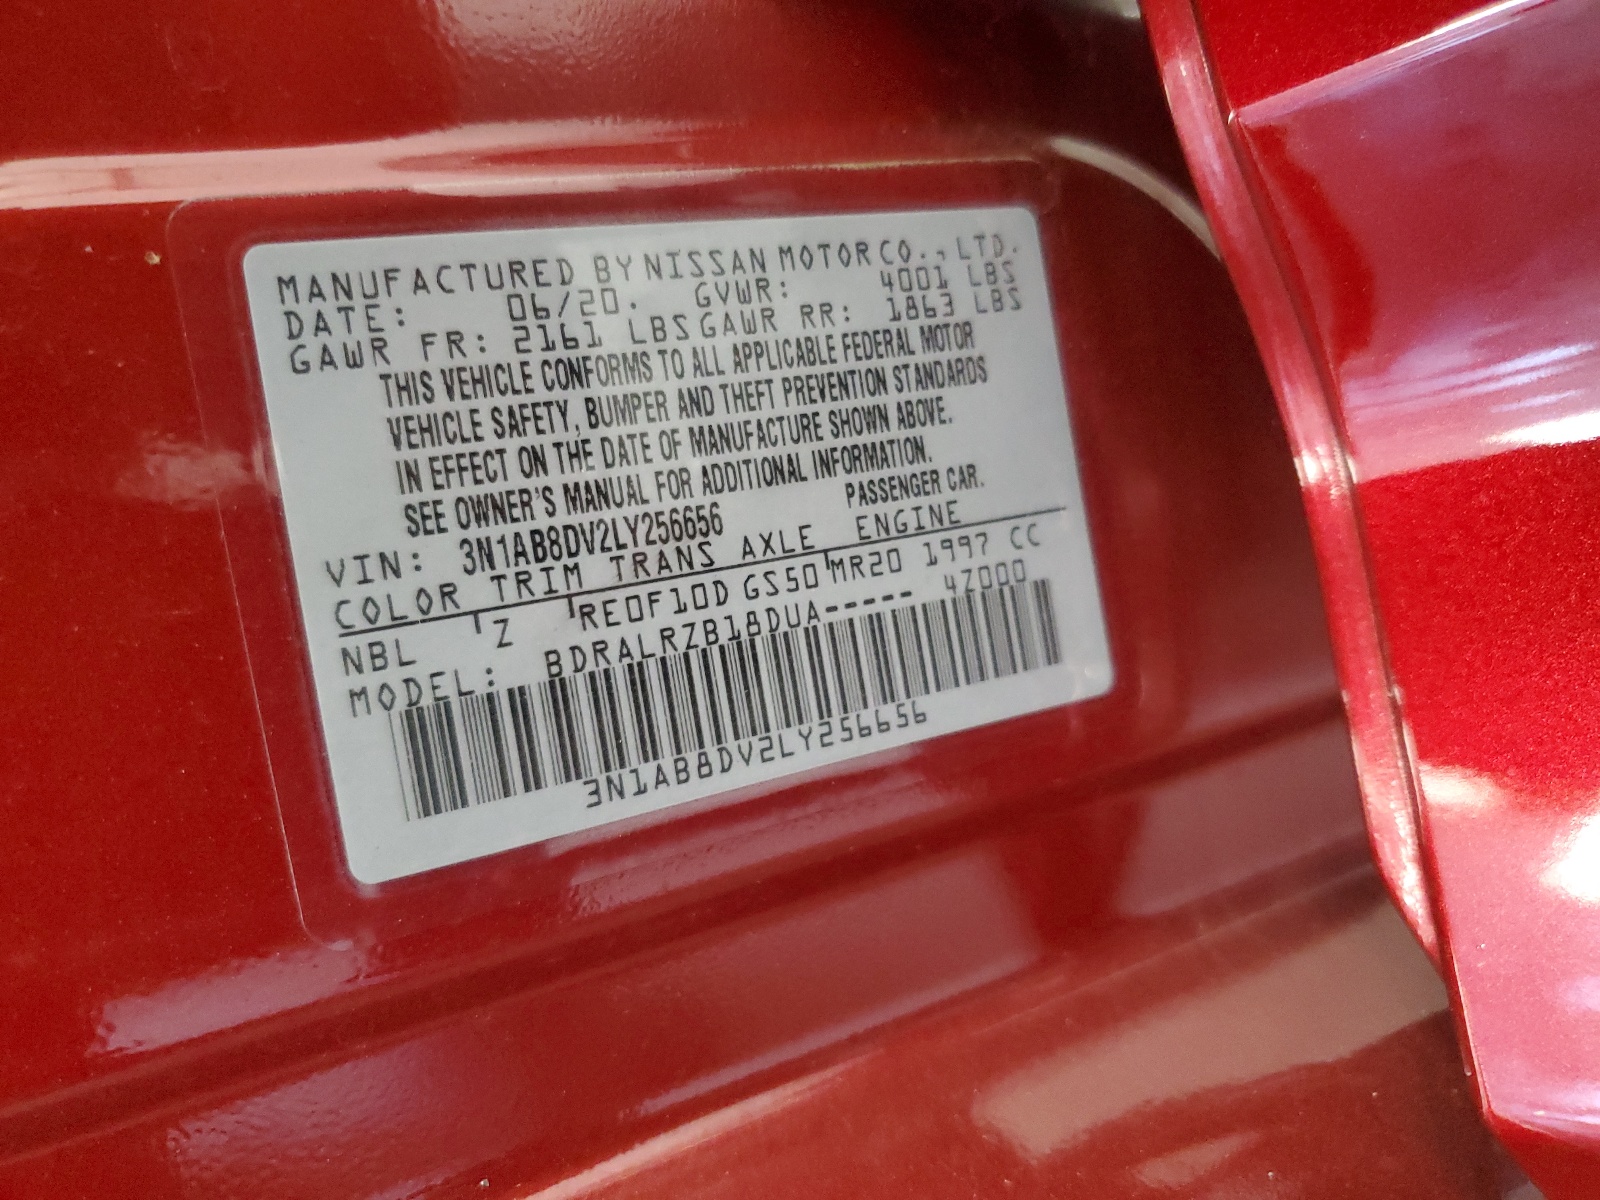 MANUFACTURED BY NISSAN MOTOR CO., LTD.
DATE: 06/20. GVWR: 4001 LBS
GAWR FR: 2161 LBS GAWR RR: 1863 LBS
THIS VEHICLE CONFORMS TO ALL APPLICABLE FEDERAL MOTOR
VEHICLE SAFETY, BUMPER AND THEFT PREVENTION STANDARDS
IN EFFECT ON THE DATE OF MANUFACTURE SHOWN ABOVE.
SEE OWNER'S MANUAL FOR ADDITIONAL INFORMATION.
VIN: 3N1AB8DV2LY256656 PASSENGER CAR.
COLOR TRIM TRANS AXLE ENGINE
NBL Z RE0F10D GS50 MR20 1997 CC
MODEL: BDRALRZB18DUA----- 4Z000
3N1AB8DV2LY256656